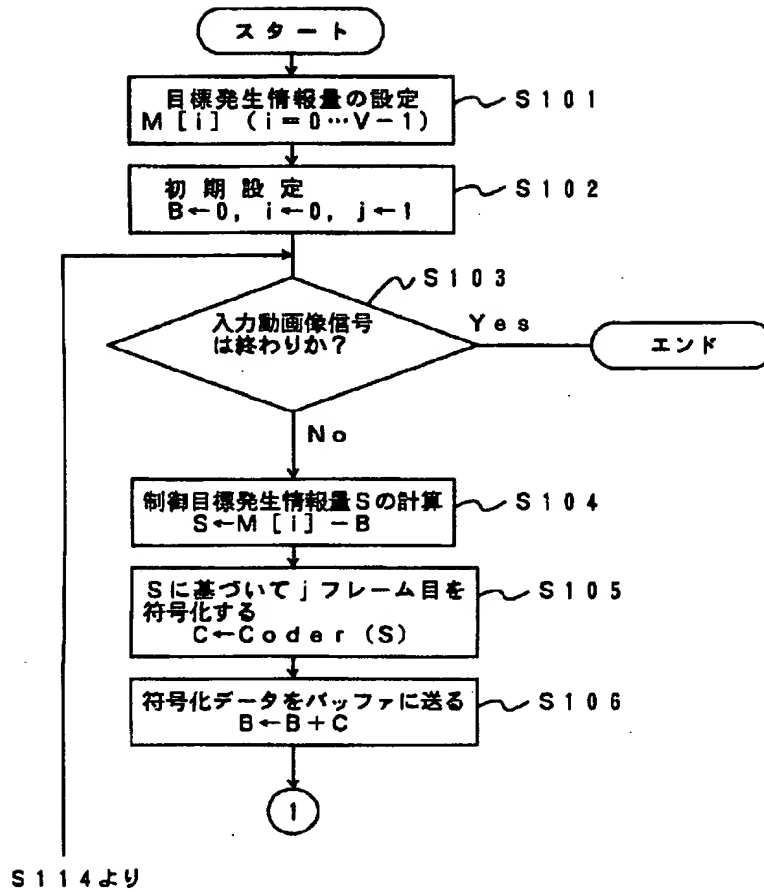 スタート
目標発生情報量の設定
M[i] (i=0…V-1)
S101
初期設定
B←0, i←0, j←1
S102
S103
入力動画像信号
は終わりか?
Yes
エンド
No
制御目標発生情報量Sの計算
S←M[i]-B
S104
Sに基づいてjフレーム目を
符号化する
C←Coder(S)
S105
符号化データをバッファに送る
B←B+C
S106
1
S114より